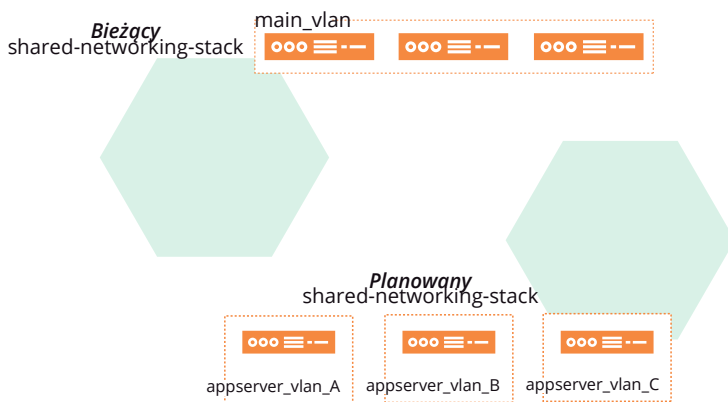 Bieżący
shared-networking-stack
main_vlan
Planowany
shared-networking-stack
appserver_vlan_A
appserver_vlan_B
appserver_vlan_C